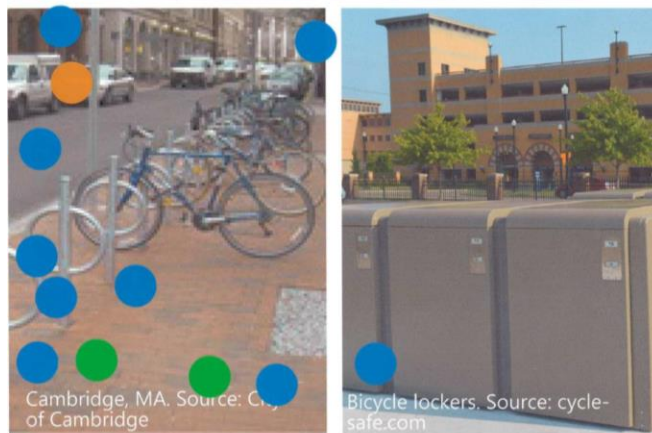 Cambridge, MA. Source: City
of Cambridge
Bicycle lockers. Source: cycle-
safe.com